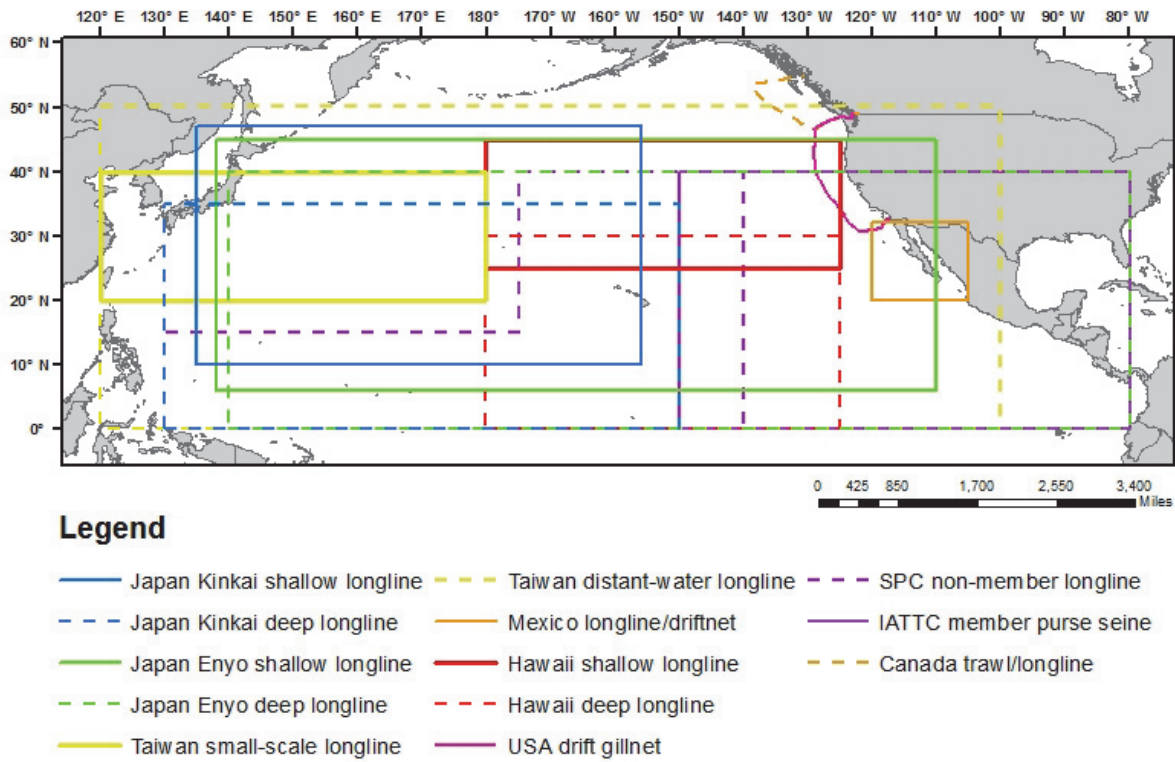 120° E 130° E 140° E 150° E 160° E 170° E 180° 170° W 160° W 150° W 140° W 130° W 120° W 110° W 100° W 90° W 80° W
60° N
50° N
40° N
30° N
20° N
10° N
0°
0 425 850 1,700 2,550 3,400
Miles
Legend
Japan Kinkai shallow longline
Japan Kinkai deep longline
Japan Enyo shallow longline
Japan Enyo deep longline
Taiwan small-scale longline
Taiwan distant-water longline
Mexico longline/driftnet
Hawaii shallow longline
Hawaii deep longline
USA drift gillnet
SPC non-member longline
IATTC member purse seine
Canada trawl/longline